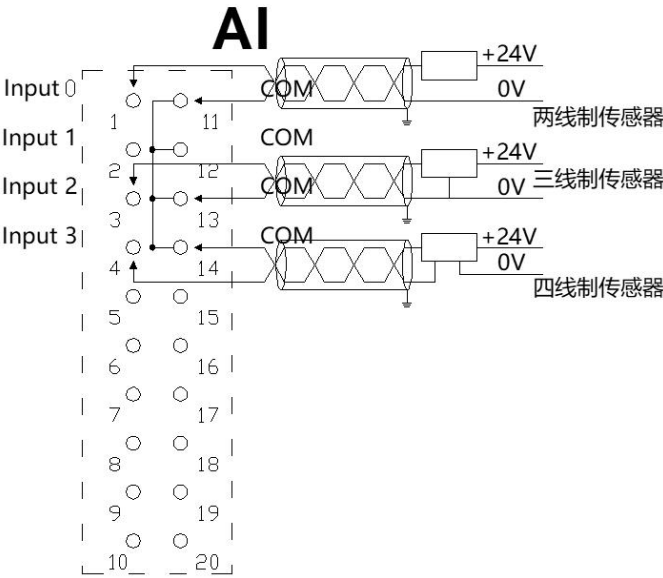 AI
+24V
Input 0
COM
0V
1
11
两线制传感器
Input 1
COM
2
12
+24V
Input 2
COM
0V
三线制传感器
3
13
Input 3
COM
+24V
4
14
0V
四线制传感器
5
15
6
16
7
17
8
18
9
19
10
20